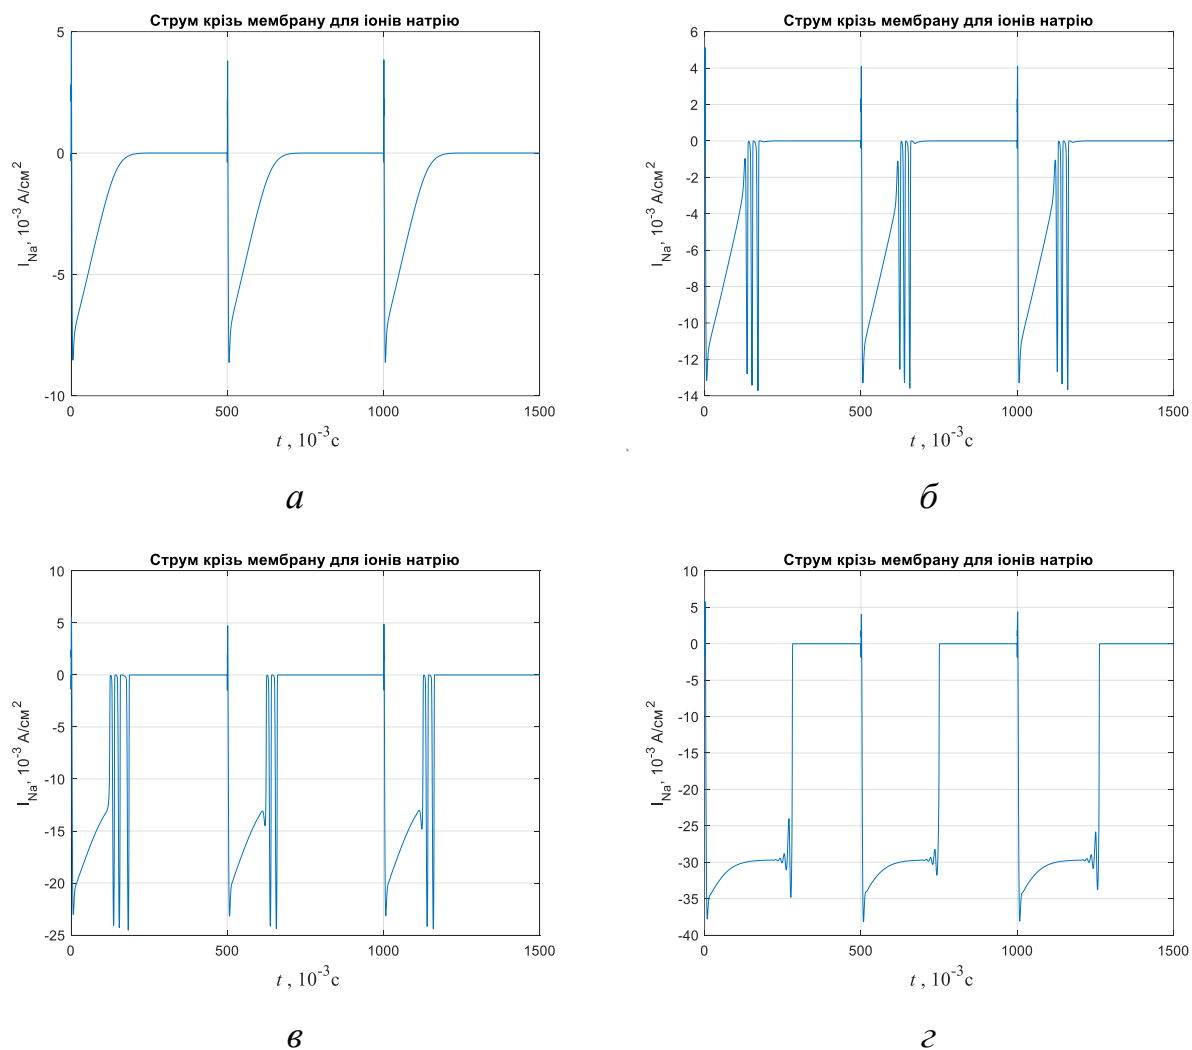 Струм крізь мембрану для іонів натрію
5
0
-5
-10
I_Na, 10^-3 А/см^2
0 500 1000 1500
t , 10^-3 с
а
Струм крізь мембрану для іонів натрію
6
4
2
0
-2
-4
-6
-8
-10
-12
-14
I_Na, 10^-3 А/см^2
0 500 1000 1500
t , 10^-3 с
б
Струм крізь мембрану для іонів натрію
10
5
0
-5
-10
-15
-20
-25
I_Na, 10^-3 А/см^2
0 500 1000 1500
t , 10^-3 с
в
Струм крізь мембрану для іонів натрію
10
5
0
-5
-10
-15
-20
-25
-30
-35
-40
I_Na, 10^-3 А/см^2
0 500 1000 1500
t , 10^-3 с
г